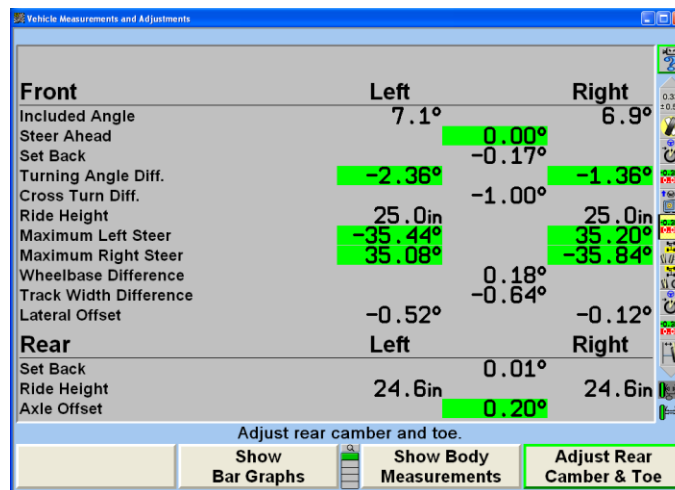 Vehicle Measurements and Adjustments
Front Left Right
Included Angle 7.1° 6.9°
Steer Ahead 0.00°
Set Back -0.17°
Turning Angle Diff. -2.36° -1.36°
Cross Turn Diff. -1.00°
Ride Height 25.0in 25.0in
Maximum Left Steer -35.44° 35.20°
Maximum Right Steer 35.08° -35.84°
Wheelbase Difference 0.18°
Track Width Difference -0.64°
Lateral Offset -0.52° -0.12°
Rear Left Right
Set Back 0.01°
Ride Height 24.6in 24.6in
Axle Offset 0.20°
Adjust rear camber and toe.
Show Bar Graphs
Show Body Measurements
Adjust Rear Camber & Toe